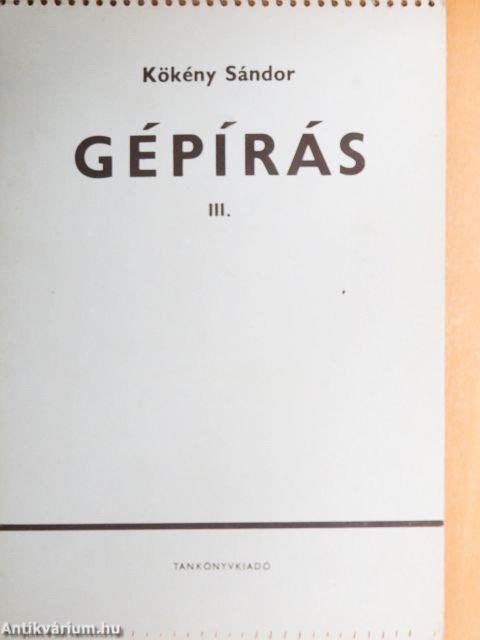 Kökény Sándor
GÉPÍRÁS
III.
TANKÖNYVKIADÓ
Antikvárium.hu